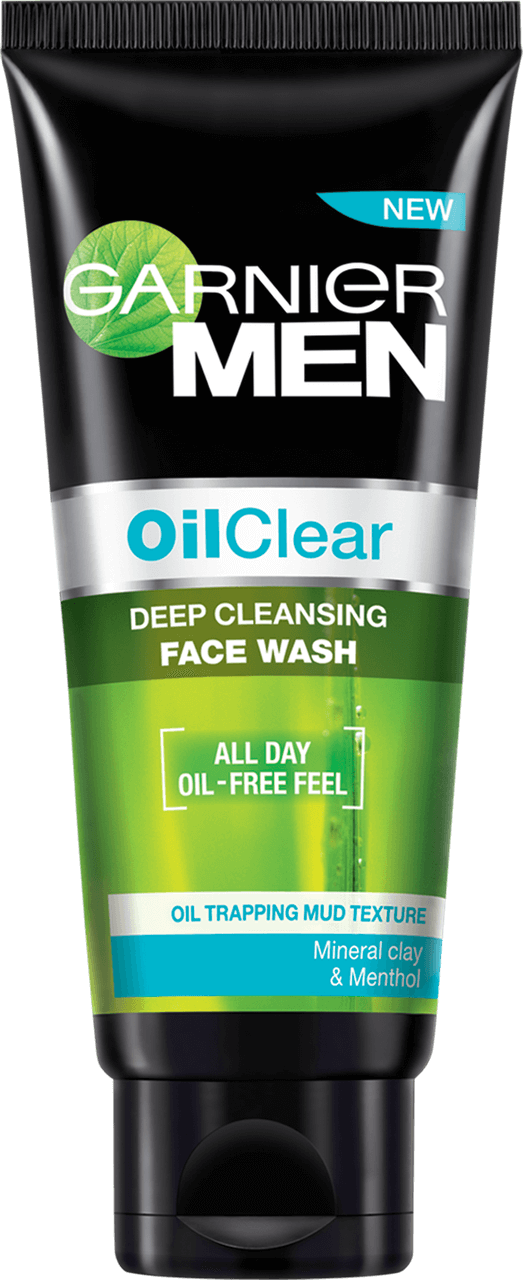 NEW
GARNIER
MEN
OilClear
DEEP CLEANSING
FACE WASH
ALL DAY
OIL-FREE FEEL
OIL TRAPPING MUD TEXTURE
Mineral clay
& Menthol